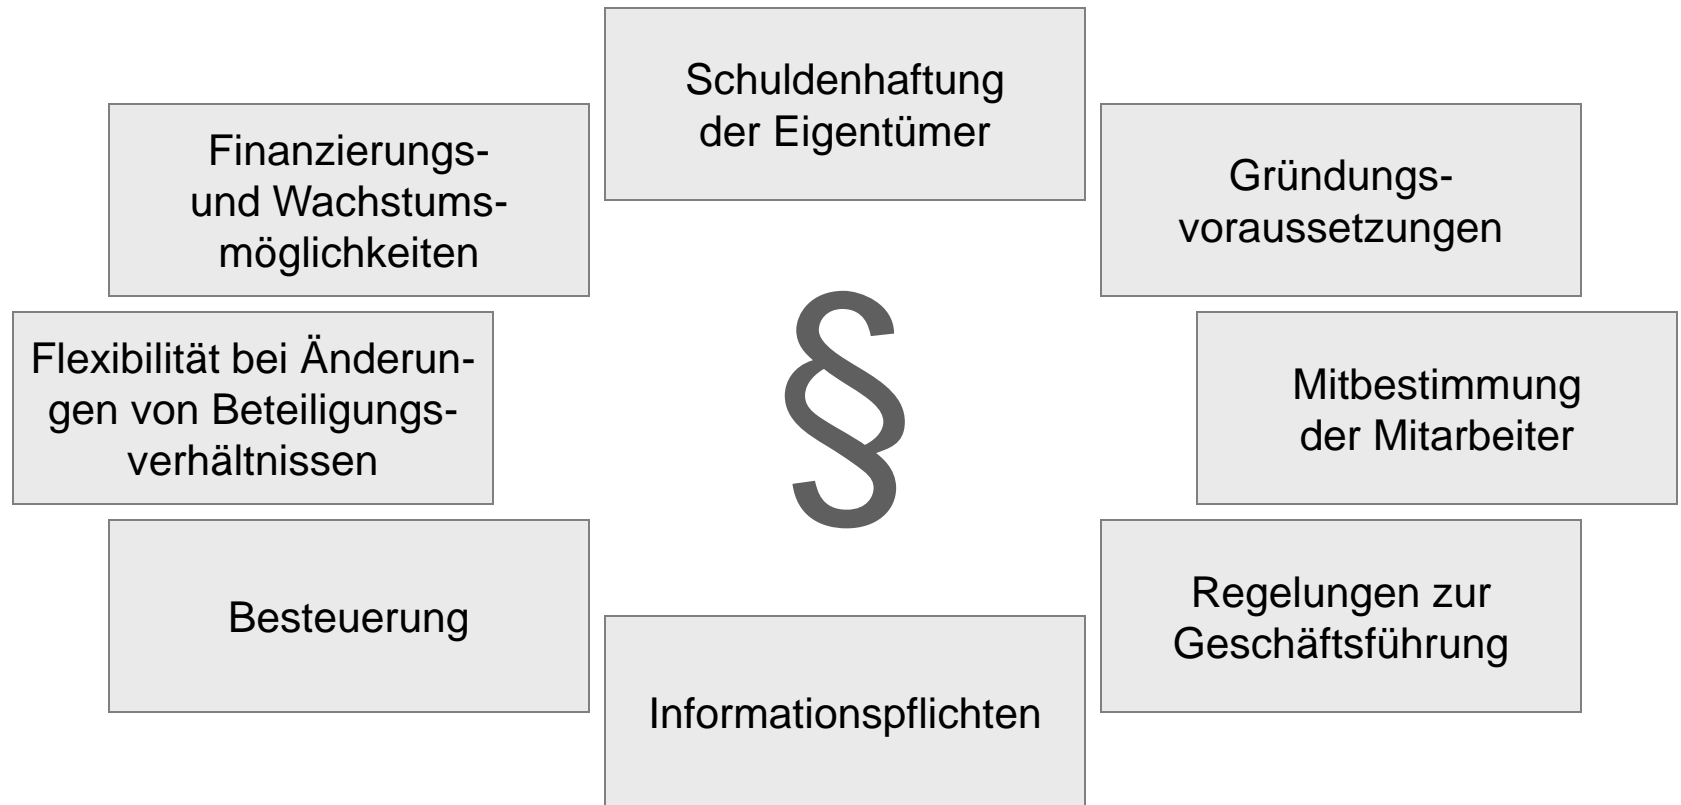 Schuldenhaftung
der Eigentümer
Finanzierungs-
und Wachstums-
möglichkeiten
Gründungs-
voraussetzungen
§
Flexibilität bei Änderun-
gen von Beteiligungs-
verhältnissen
Mitbestimmung
der Mitarbeiter
Besteuerung
Regelungen zur
Geschäftsführung
Informationspflichten